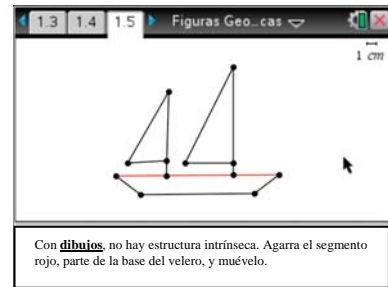 1.3 1.4 1.5 Figuras Geo...cas
1 cm
Con dibujos, no hay estructura intrínseca. Agarra el segmento
rojo, parte de la base del velero, y muévelo.